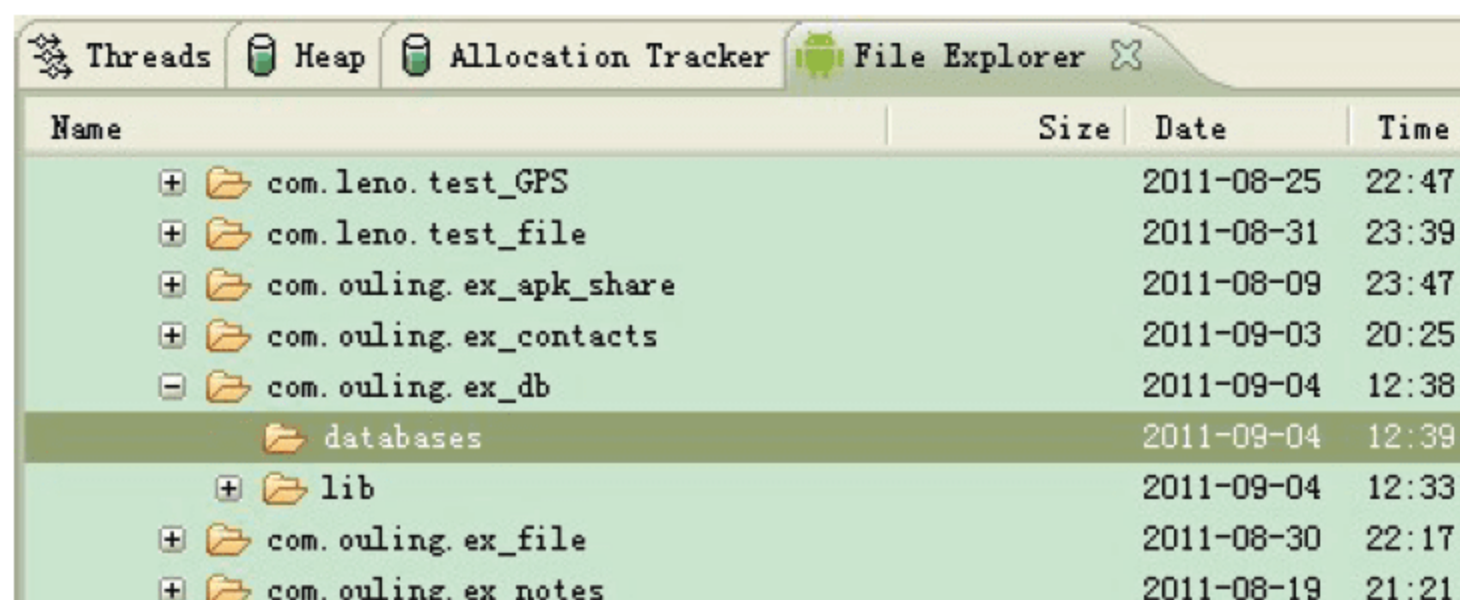 Threads Heap Allocation Tracker File Explorer
Name Size Date Time
com.leno.test_GPS 2011-08-25 22:47
com.leno.test_file 2011-08-31 23:39
com.ouling.ex_apk_share 2011-08-09 23:47
com.ouling.ex_contacts 2011-09-03 20:25
com.ouling.ex_db 2011-09-04 12:38
databases 2011-09-04 12:39
lib 2011-09-04 12:33
com.ouling.ex_file 2011-08-30 22:17
com.ouling.ex_notes 2011-08-19 21:21